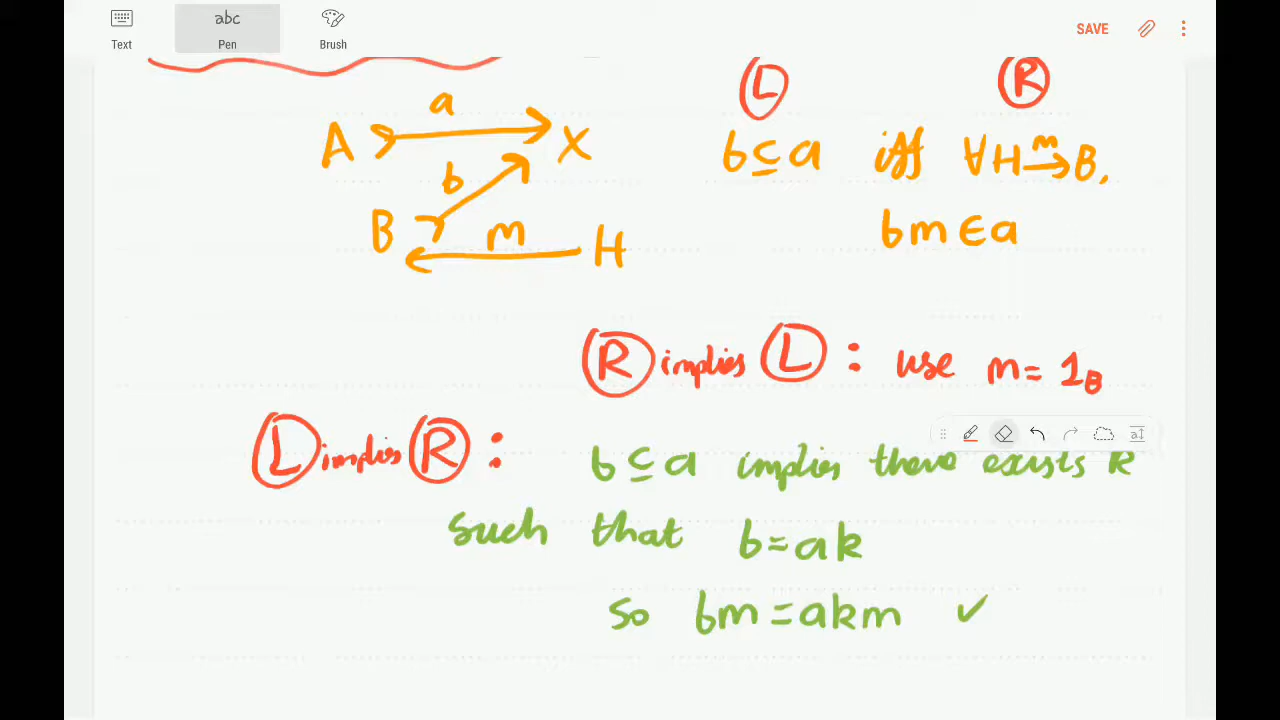 Text
abc
Pen
Brush
SAVE
L R
A a X
b ⊆ a iff ∀H →m B,
b
B m H
bm ∈ a
R implies L : use m = 1_B
L implies R :
b ⊆ a implies there exists k
such that b = ak
so bm = akm ✓